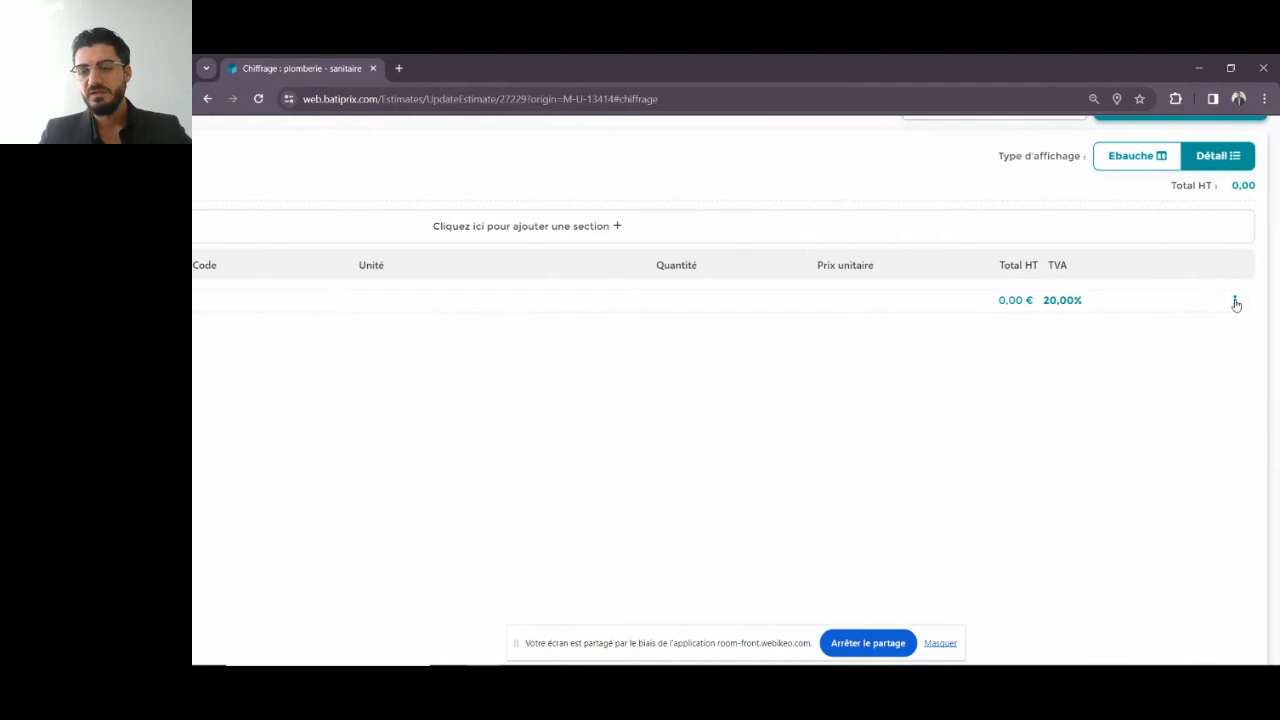 Chiffrage : plomberie - sanitaire
web.batiprix.com/Estimates/UpdateEstimate/27229?origin=M-U-13414#chiffrage
Type d'affichage :
Ebauche
Détail
Total HT : 0,00
Cliquez ici pour ajouter une section +
Code Unité Quantité Prix unitaire Total HT TVA
0,00 € 20,00%
Votre écran est partagé par le biais de l'application room-front.webikeo.com. Arrêter le partage Masquer